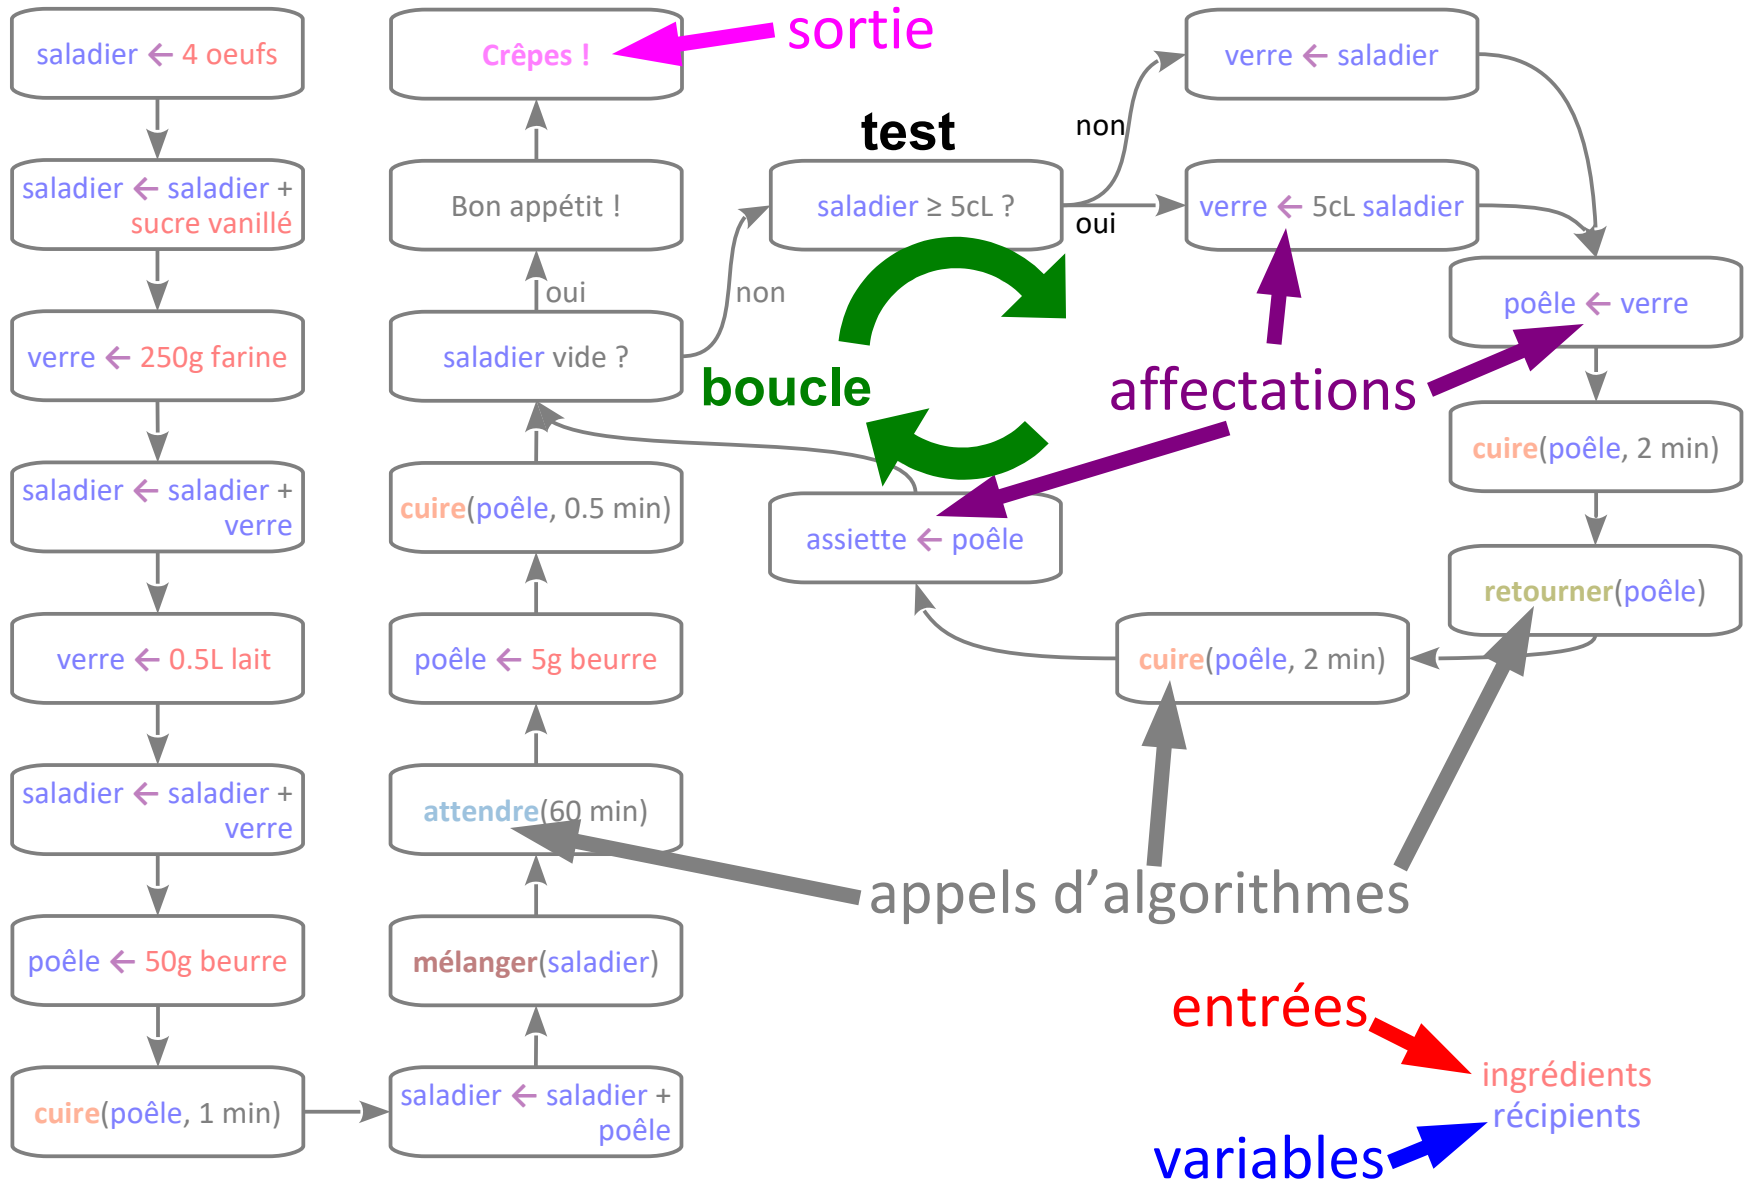 saladier ← 4 oeufs
saladier ← saladier +
sucre vanillé
verre ← 250g farine
saladier ← saladier +
verre
verre ← 0.5L lait
saladier ← saladier +
verre
poêle ← 50g beurre
cuire(poêle, 1 min)
saladier ← saladier +
poêle
mélanger(saladier)
attendre(60 min)
poêle ← 5g beurre
cuire(poêle, 0.5 min)
saladier vide ?
oui
non
Bon appétit !
Crêpes !
sortie
test
saladier ≥ 5cL ?
non
oui
verre ← saladier
verre ← 5cL saladier
poêle ← verre
cuire(poêle, 2 min)
retourner(poêle)
cuire(poêle, 2 min)
assiette ← poêle
boucle
affectations
appels d’algorithmes
entrées
ingrédients
récipients
variables